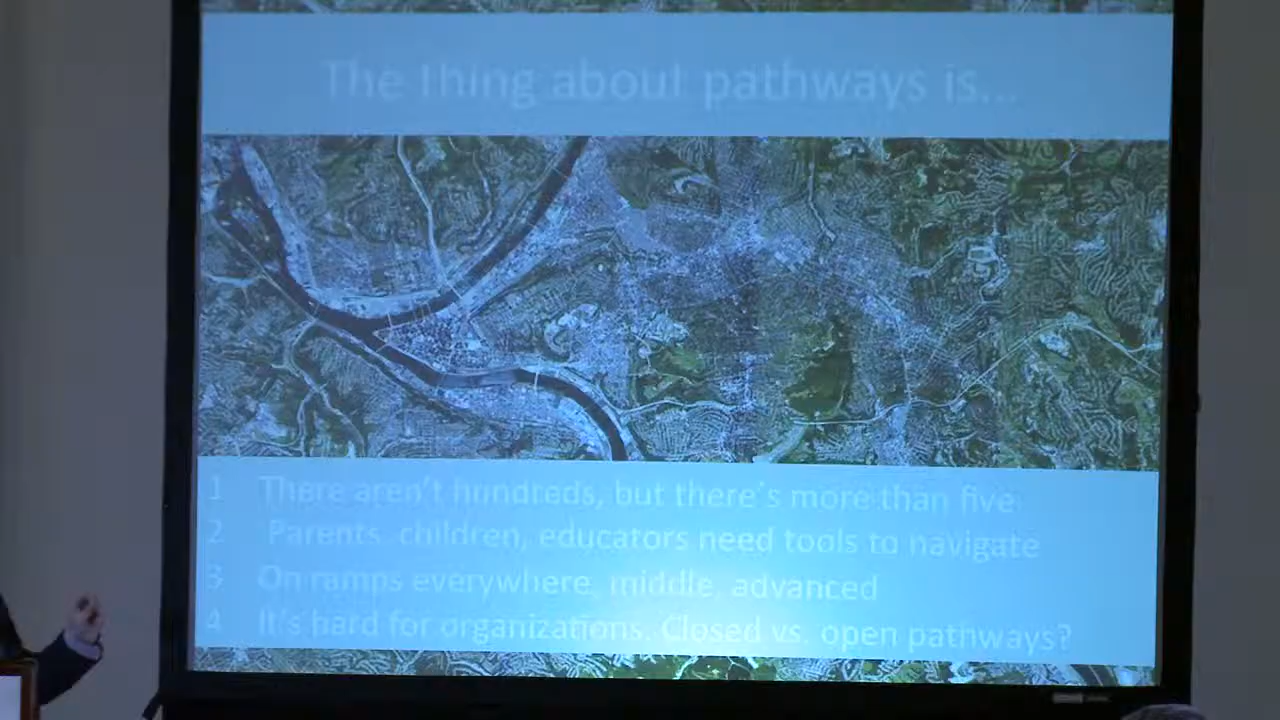 The thing about pathways is...
1 There aren't hundreds, but there's more than five
2 Parents, children, educators need tools to navigate
3 On ramps everywhere, middle, advanced
4 It's hard for organizations. Closed vs. open pathways?